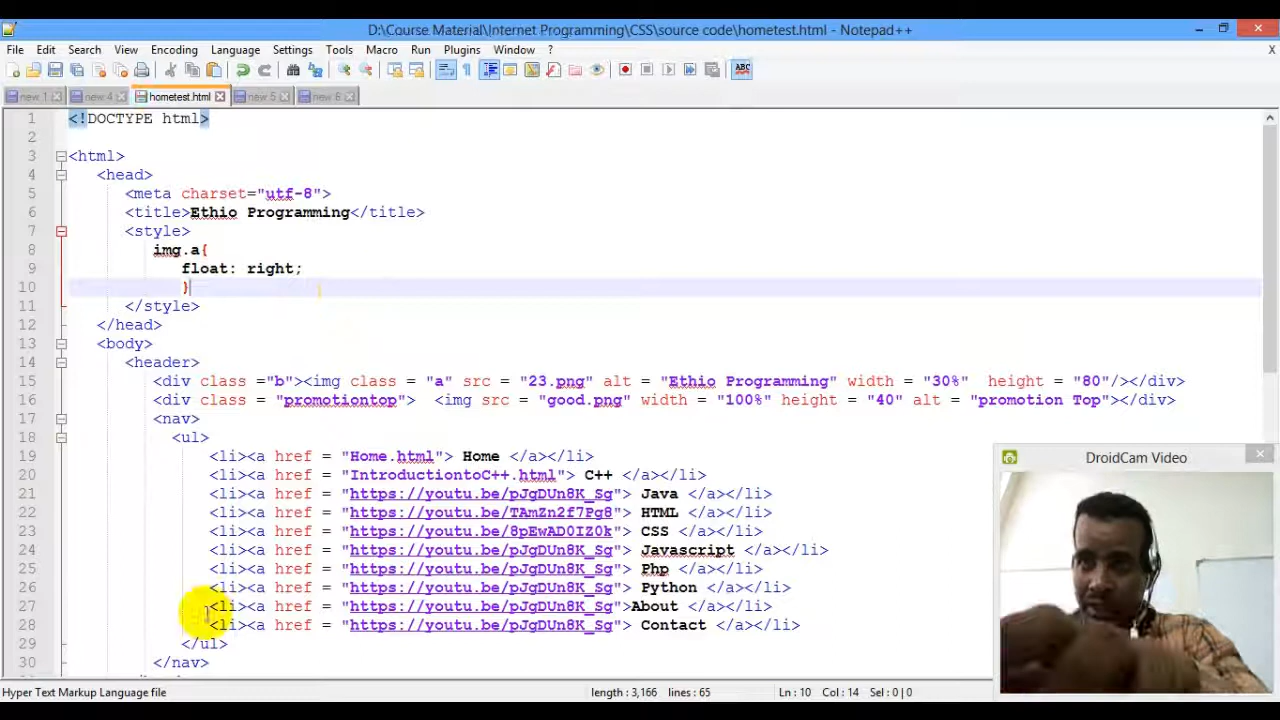 D:\Course Material\Internet Programming\CSS\source code\hometest.html - Notepad++
File Edit Search View Encoding Language Settings Tools Macro Run Plugins Window ? X
new 1 new 4 hometest.html new 5 new 8
1 <!DOCTYPE html>
2
3 <html>
4 <head>
5 <meta charset="utf-8">
6 <title>Ethio Programming</title>
7 <style>
8 img.a{
9 float: right;
10 }
11 </style>
12 </head>
13 <body>
14 <header>
15 <div class ="b"><img class = "a" src = "23.png" alt = "Ethio Programming" width = "30%" height = "80"/></div>
16 <div class = "promotiontop"> <img src = "good.png" width = "100%" height = "40" alt = "promotion Top"></div>
17 <nav>
18 <ul>
19 <li><a href = "Home.html"> Home </a></li>
20 <li><a href = "IntroductiontoC++.html"> C++ </a></li>
21 <li><a href = "https://youtu.be/pJgDUn8K_Sg"> Java </a></li>
22 <li><a href = "https://youtu.be/TAmZn2f7Pg8"> HTML </a></li>
23 <li><a href = "https://youtu.be/8pEwAD0IZ0k"> CSS </a></li>
24 <li><a href = "https://youtu.be/pJgDUn8K_Sg"> Javascript </a></li>
25 <li><a href = "https://youtu.be/pJgDUn8K_Sg"> Php </a></li>
26 <li><a href = "https://youtu.be/pJgDUn8K_Sg"> Python </a></li>
27 <li><a href = "https://youtu.be/pJgDUn8K_Sg">About </a></li>
28 <li><a href = "https://youtu.be/pJgDUn8K_Sg"> Contact </a></li>
29 </ul>
30 </nav>
DroidCam Video
Hyper Text Markup Language file length : 3,166 lines : 65 Ln : 10 Col : 14 Sel : 0 | 0